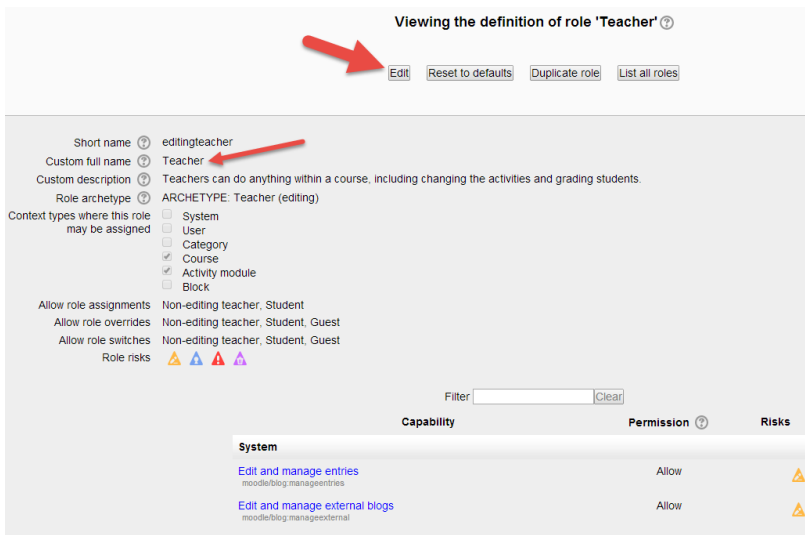 Viewing the definition of role 'Teacher'
Edit Reset to defaults Duplicate role List all roles
Short name editingteacher
Custom full name Teacher
Custom description Teachers can do anything within a course, including changing the activities and grading students.
Role archetype ARCHETYPE: Teacher (editing)
Context types where this role may be assigned
System
User
Category
Course
Activity module
Block
Allow role assignments Non-editing teacher, Student
Allow role overrides Non-editing teacher, Student, Guest
Allow role switches Non-editing teacher, Student, Guest
Role risks
Filter Clear
Capability Permission Risks
System
Edit and manage entries Allow
moodle/blog:manageentries
Edit and manage external blogs Allow
moodle/blog:manageexternal